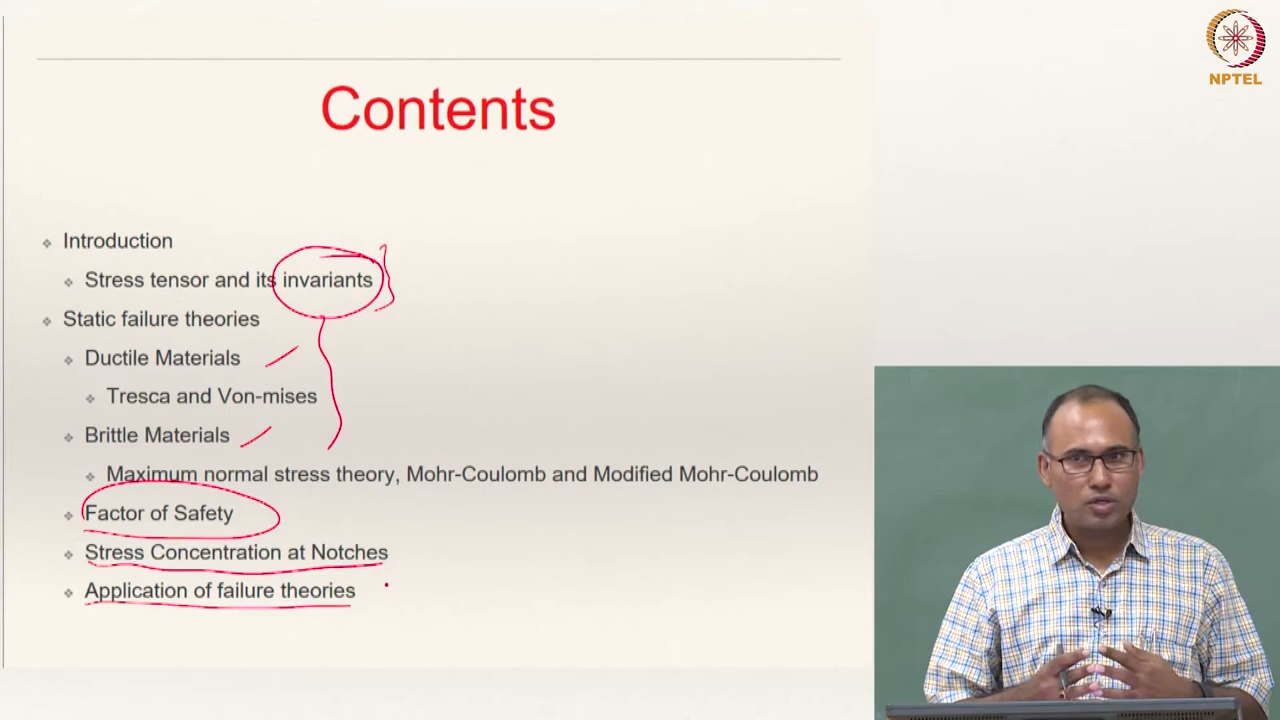 NPTEL
Contents
Introduction
Stress tensor and its invariants
Static failure theories
Ductile Materials
Tresca and Von-mises
Brittle Materials
Maximum normal stress theory, Mohr-Coulomb and Modified Mohr-Coulomb
Factor of Safety
Stress Concentration at Notches
Application of failure theories